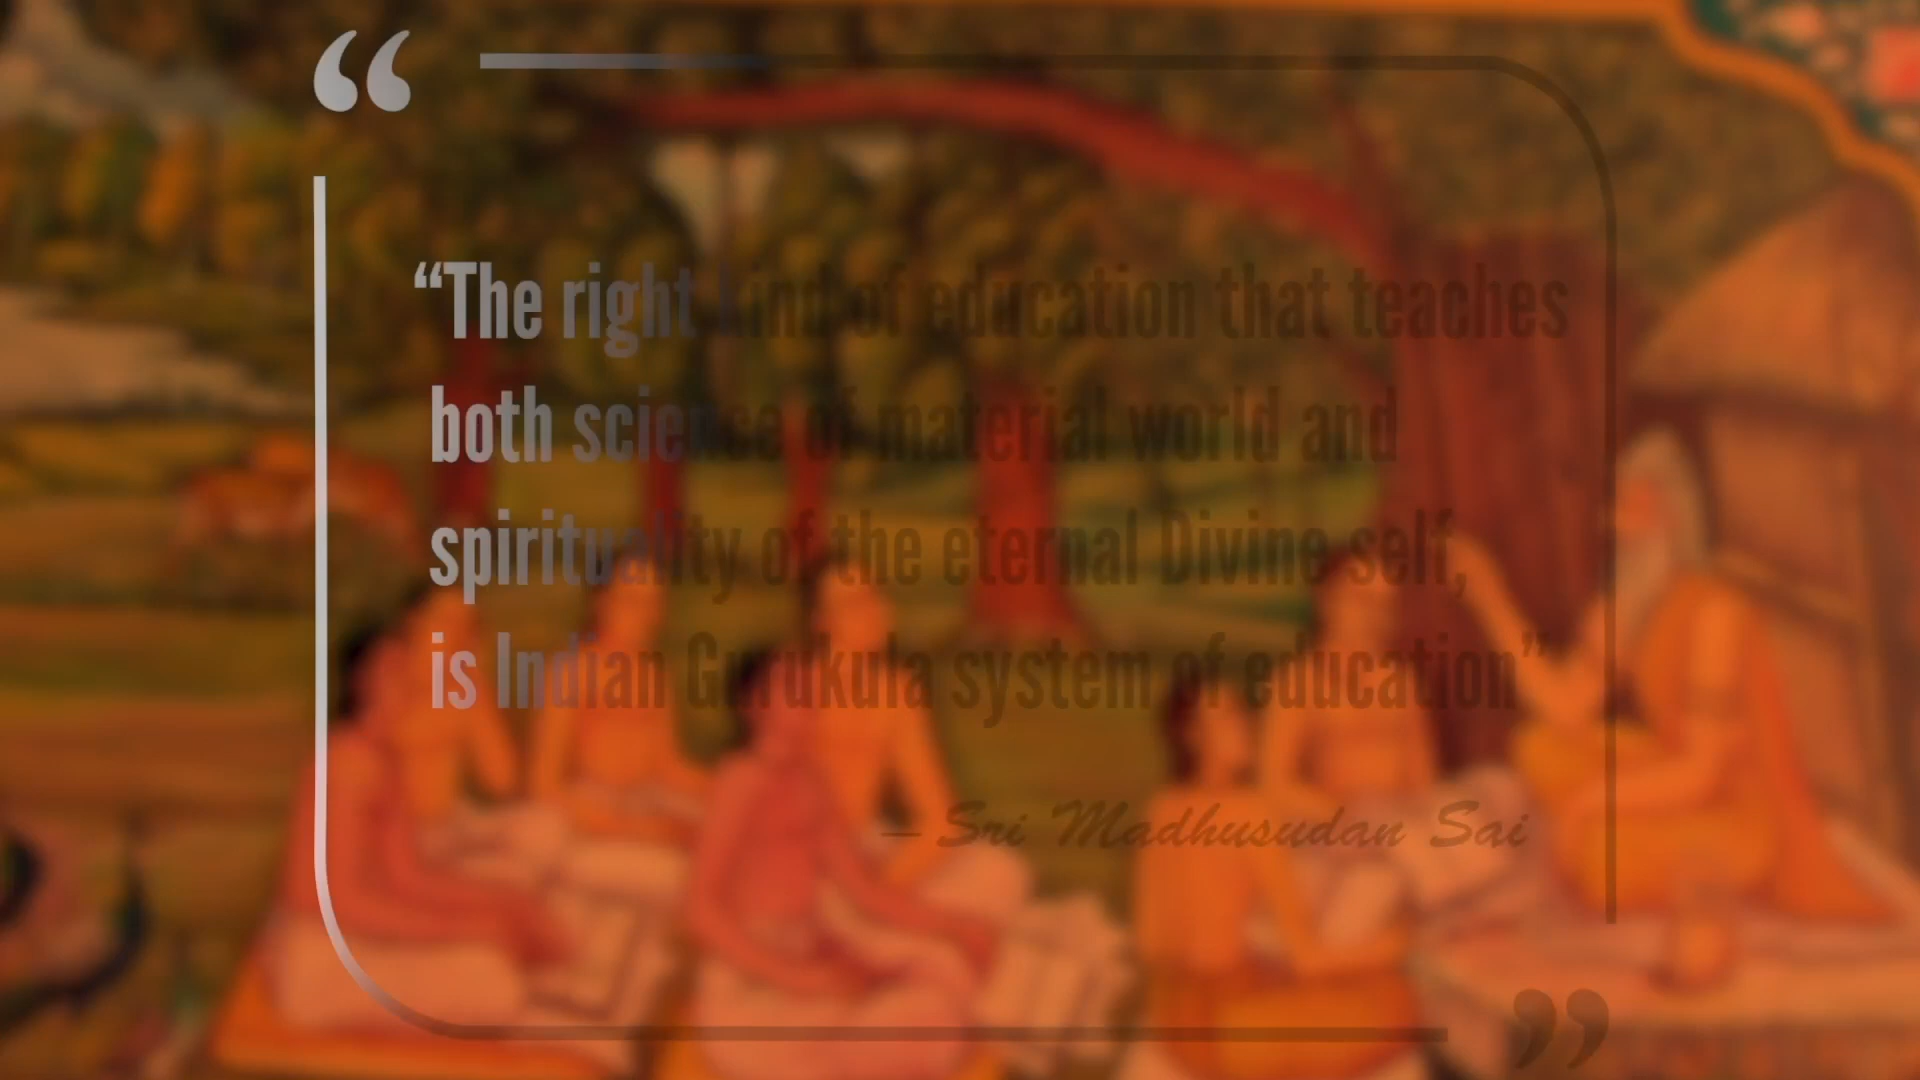 “The right kind of education that teaches
both science of material world and
spirituality of the eternal Divine self,
is Indian Gurukula system of education”
– Sri Madhusudan Sai